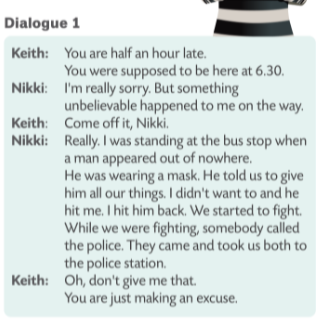 Dialogue 1
Keith: You are half an hour late.
You were supposed to be here at 6.30.
Nikki: I'm really sorry. But something
unbelievable happened to me on the way.
Keith: Come off it, Nikki.
Nikki: Really. I was standing at the bus stop when
a man appeared out of nowhere.
He was wearing a mask. He told us to give
him all our things. I didn't want to and he
hit me. I hit him back. We started to fight.
While we were fighting, somebody called
the police. They came and took us both to
the police station.
Keith: Oh, don't give me that.
You are just making an excuse.